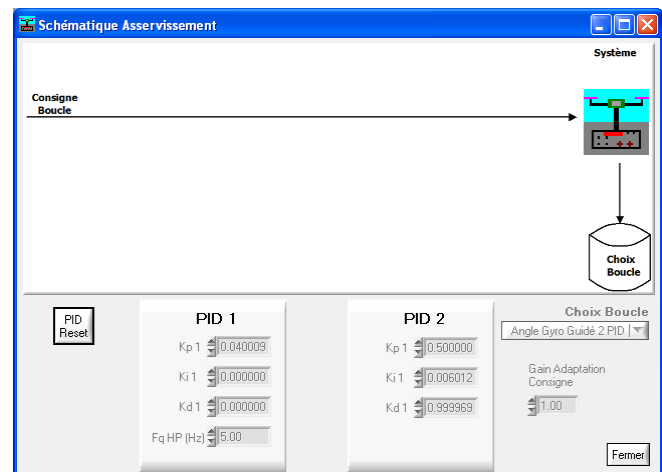 Schématique Asservissement
Système
Consigne
Boucle
Choix
Boucle
PID
Reset
PID 1
Kp 1 0.040009
Ki 1 0.000000
Kd 1 0.000000
Fq HP (Hz) 5.00
PID 2
Kp 1 0.500000
Ki 1 0.006012
Kd 1 0.999969
Choix Boucle
Angle Gyro Guidé 2 PID
Gain Adaptation
Consigne
1.00
Fermer